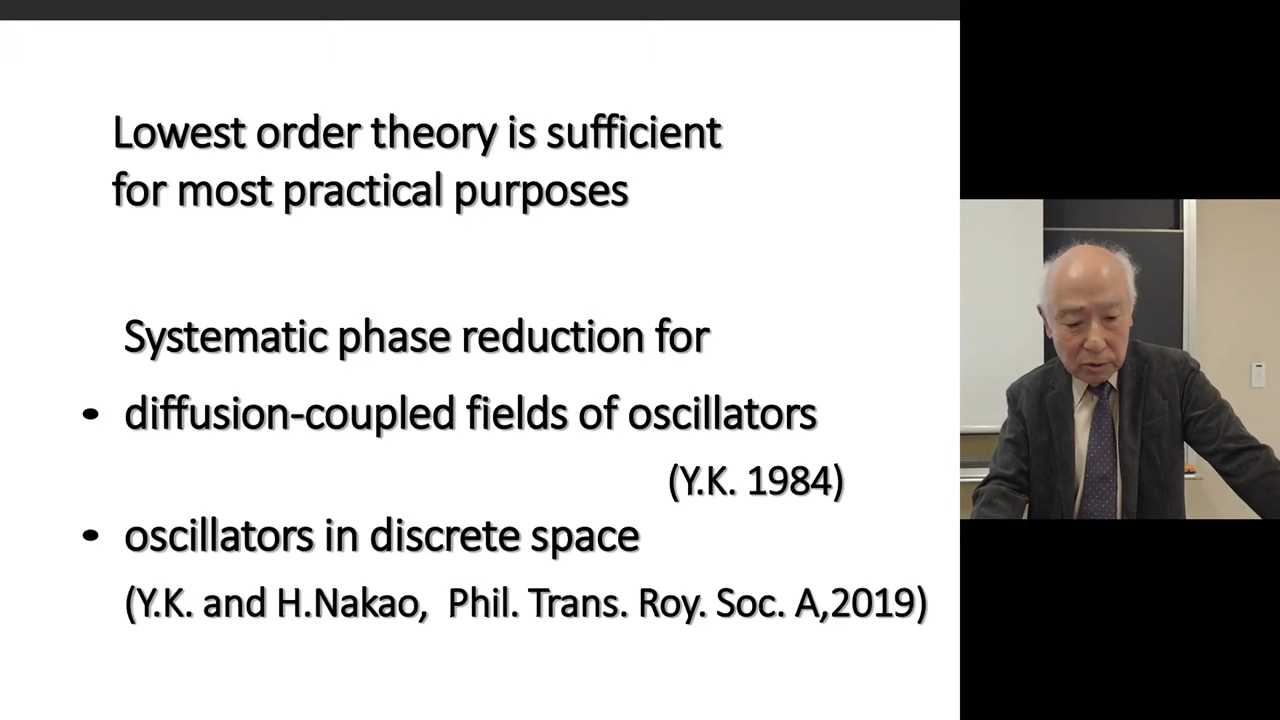 Lowest order theory is sufficient
for most practical purposes
Systematic phase reduction for
• diffusion-coupled fields of oscillators
(Y.K. 1984)
• oscillators in discrete space
(Y.K. and H.Nakao, Phil. Trans. Roy. Soc. A,2019)